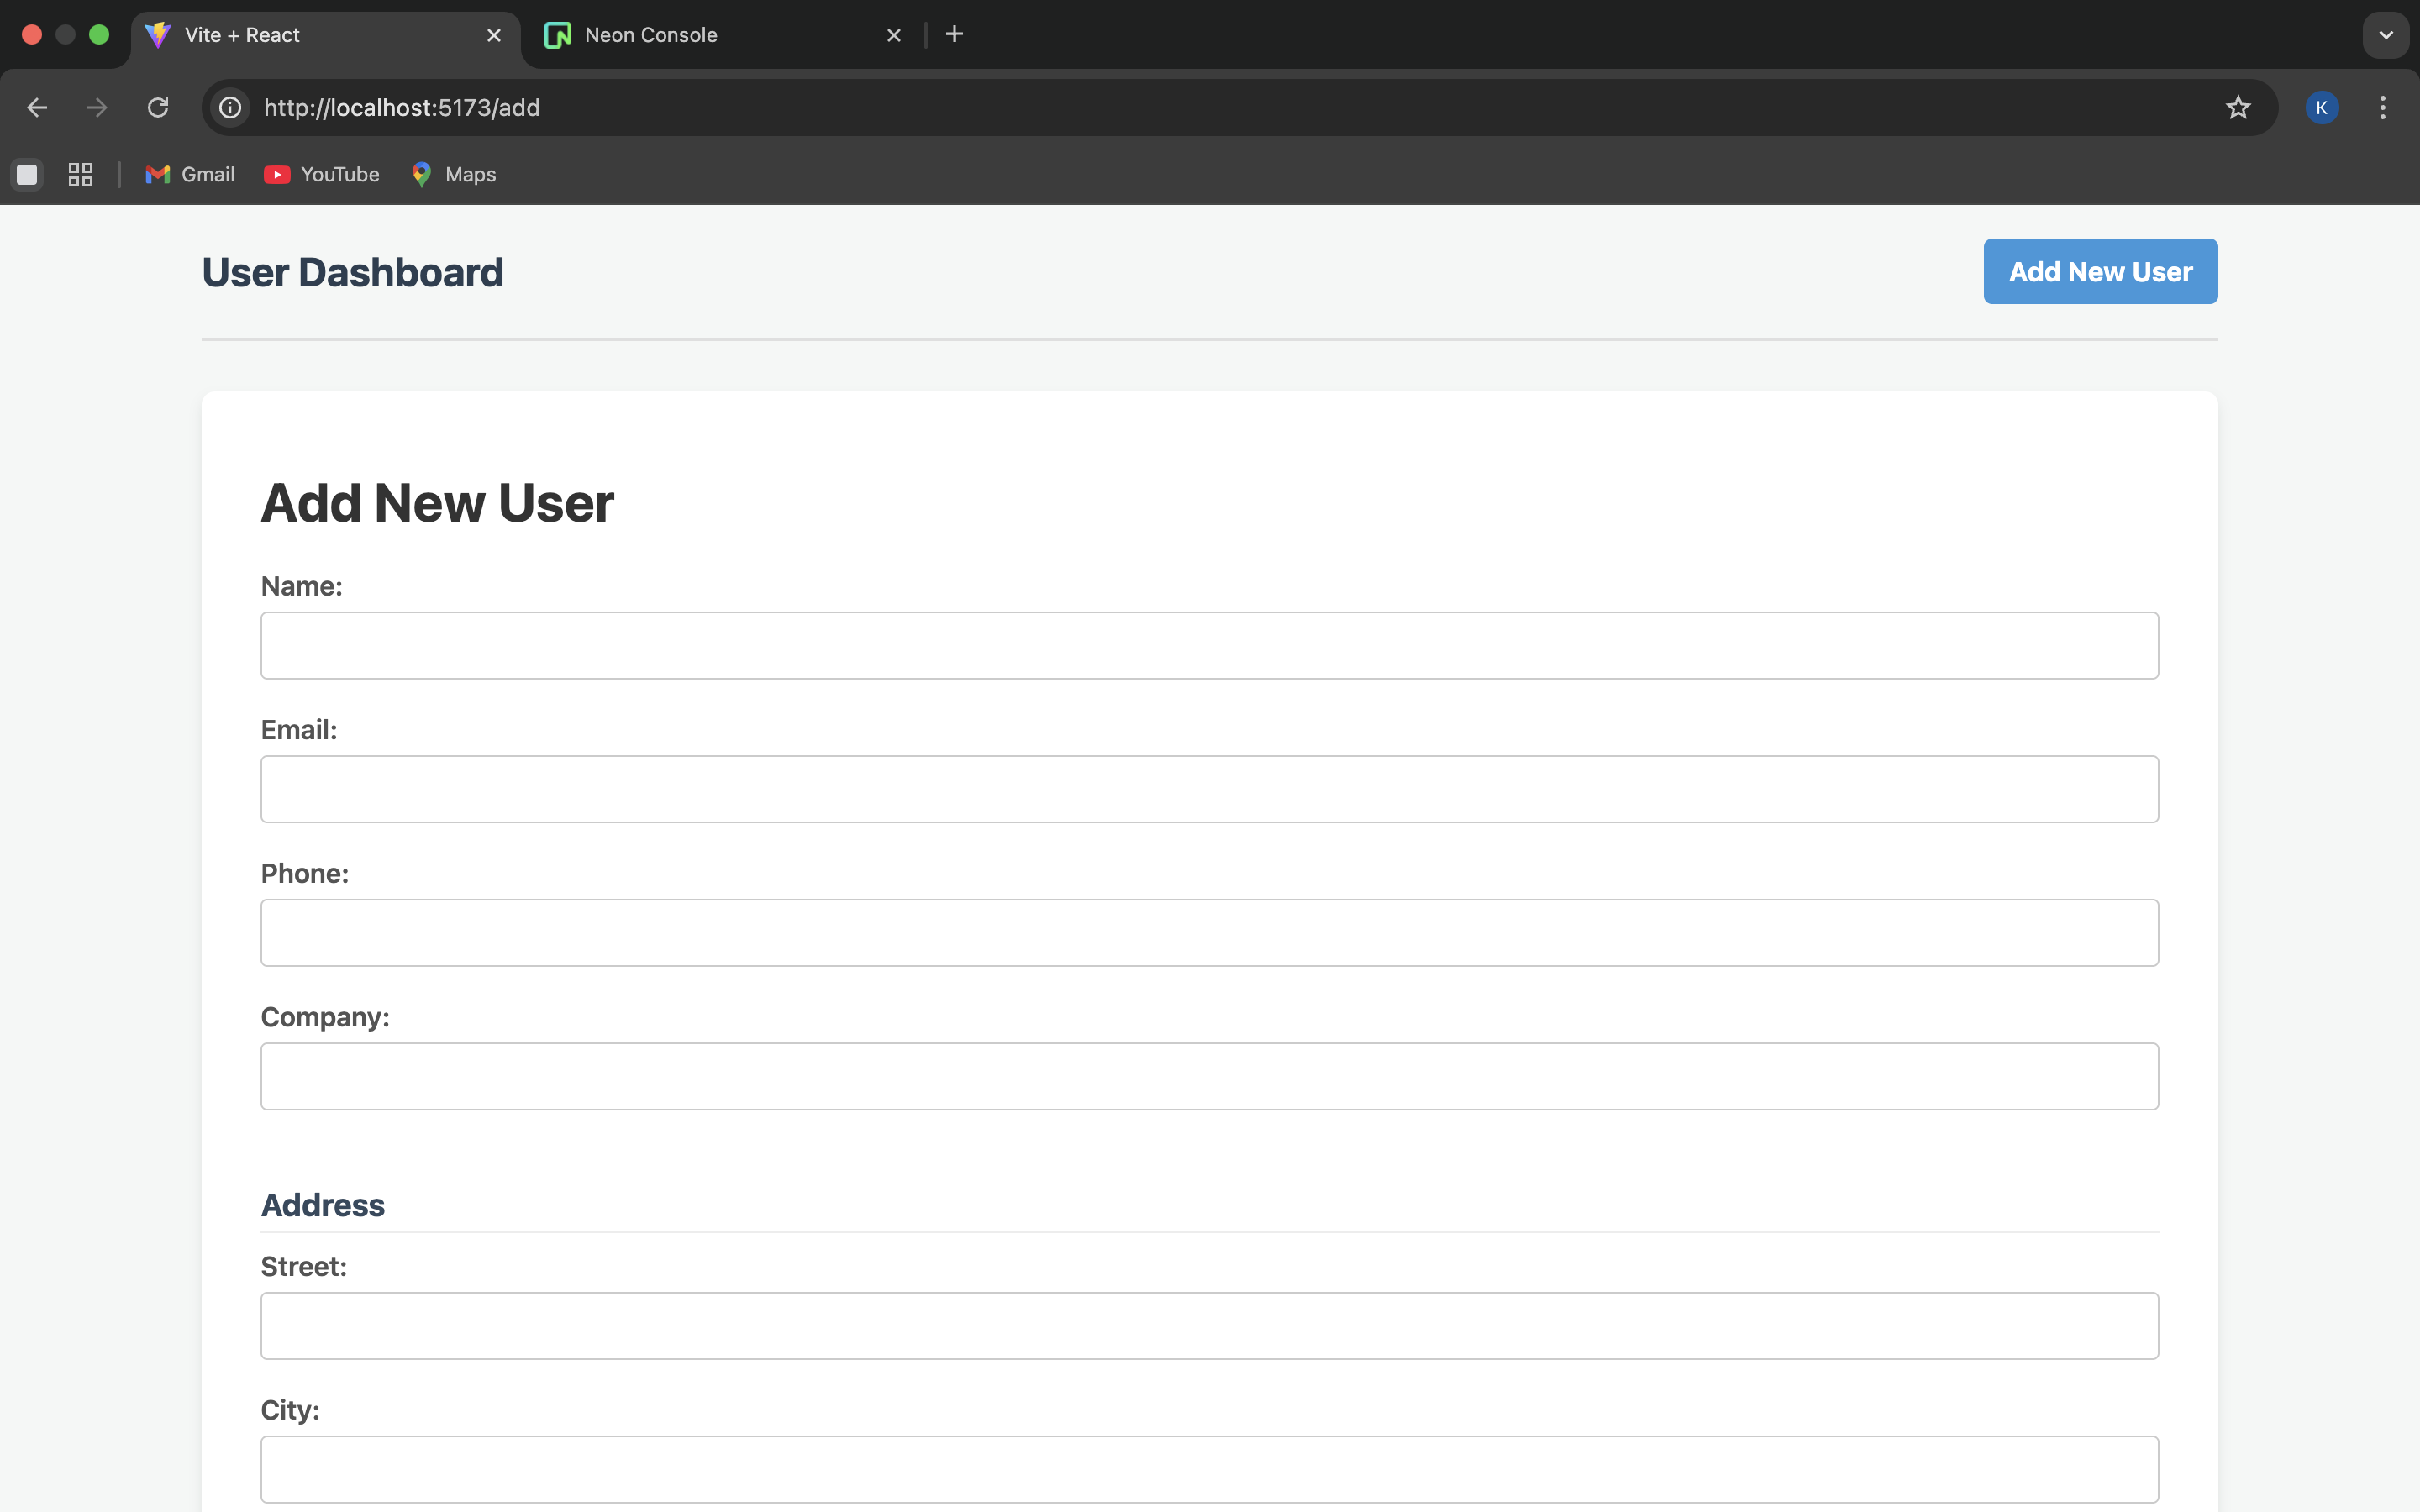 Vite + React
Neon Console
http://localhost:5173/add
K
Gmail
YouTube
Maps
User Dashboard
Add New User
Add New User
Name:
Email:
Phone:
Company:
Address
Street:
City: